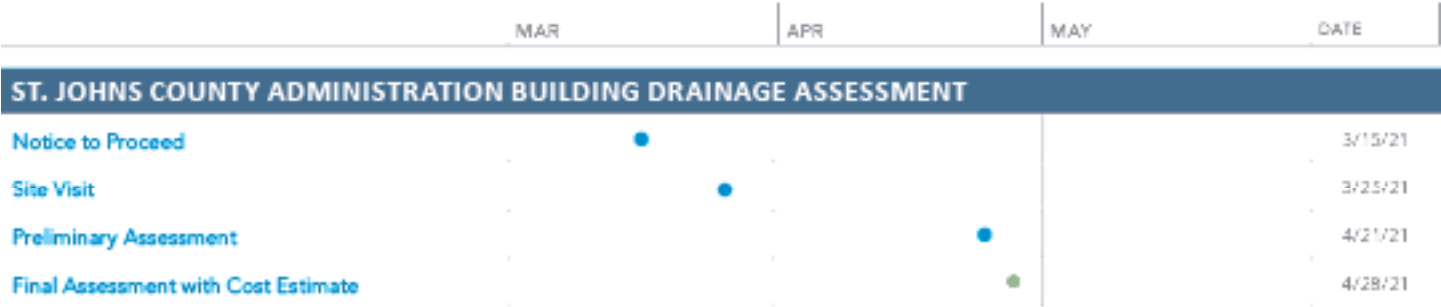 MAR APR MAY DATE
ST. JOHNS COUNTY ADMINISTRATION BUILDING DRAINAGE ASSESSMENT
Notice to Proceed 3/15/21
Site Visit 3/25/21
Preliminary Assessment 4/21/21
Final Assessment with Cost Estimate 4/28/21